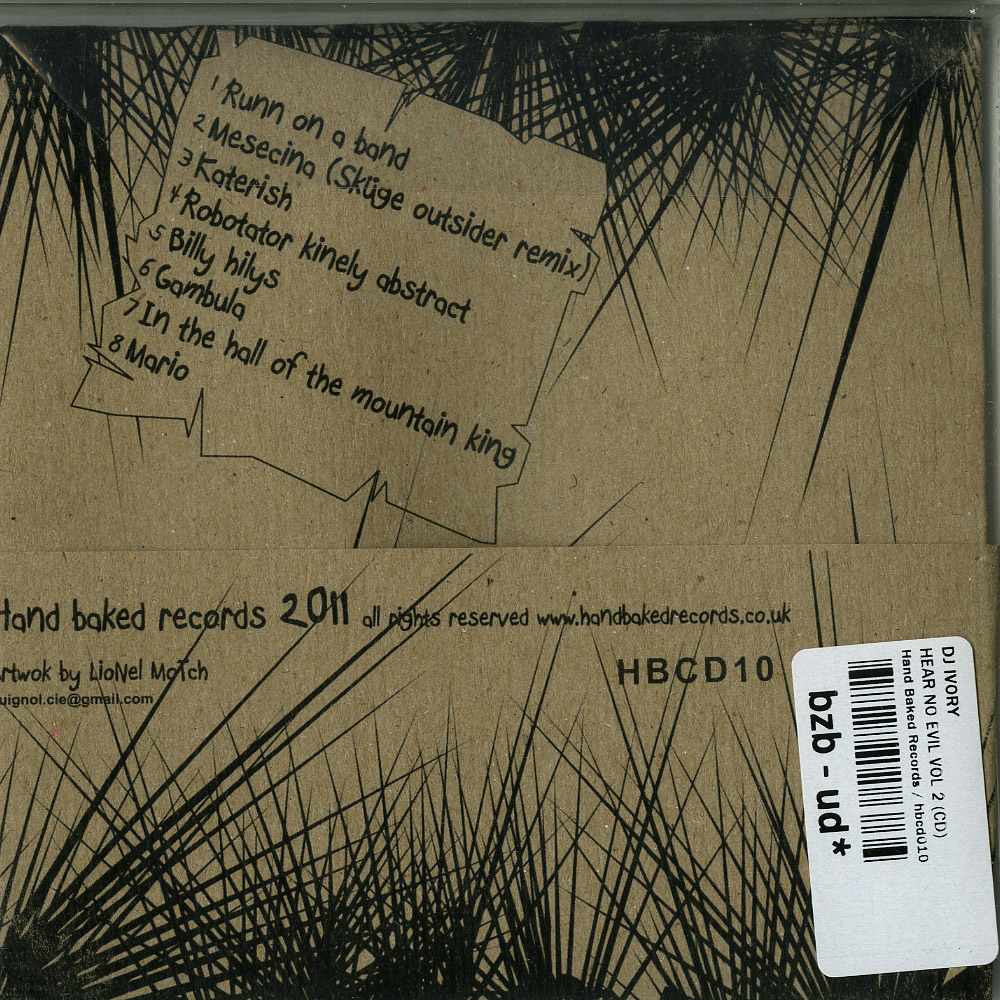 1 Runn on a band
2 Mesecina (Sküge outsider remix)
3 Katerish
4 Robotator kinely abstract
5 Billy hilys
6 Gambula
7 In the hall of the mountain king
8 Mario
Hand baked records 2011 all rights reserved www.handbakedrecords.co.uk
rtwok by LioNel MoTch
uignol.cie@gmail.com
HBCD10
DJ IVORY
HEAR NO EVIL VOL 2 (CD)
Hand Baked Records / hbcd010
bzb - ud*